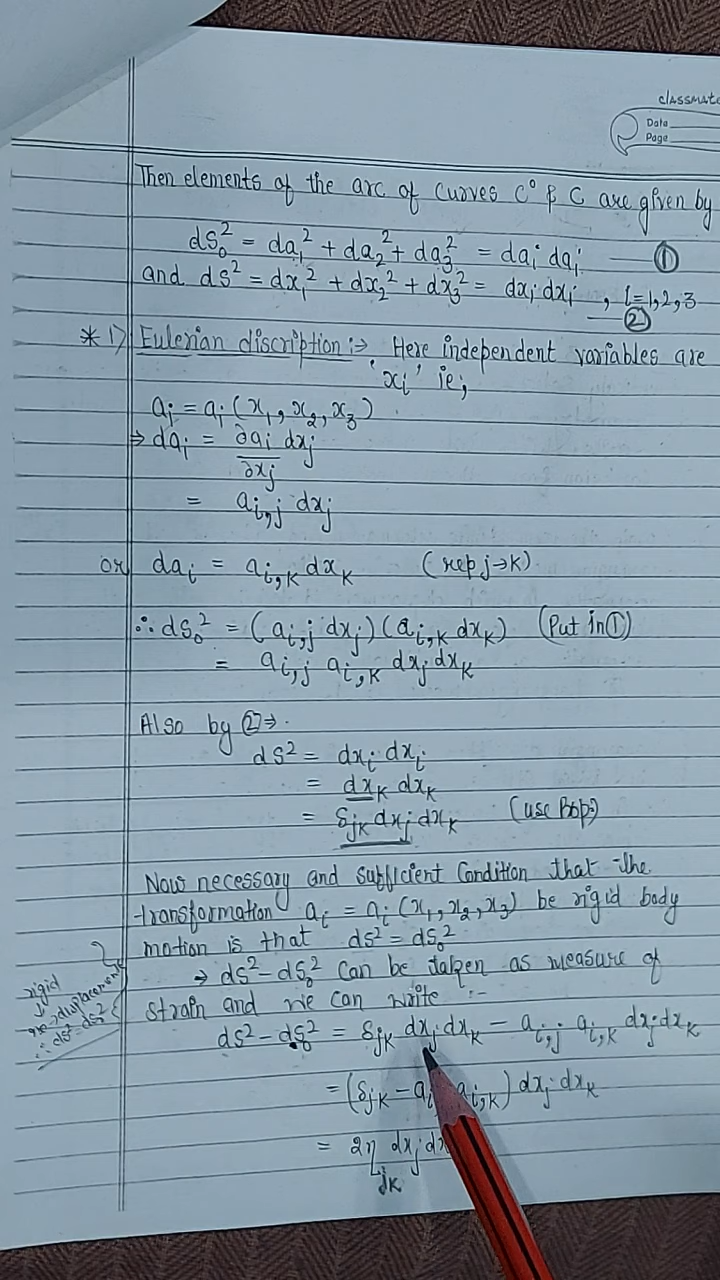 classmate
Date
Page
Then elements of the arc of curves C° & C are given by
ds₀² = da₁² + da₂² + da₃² = daᵢ daᵢ — ①
and ds² = dx₁² + dx₂² + dx₃² = dxᵢ dxᵢ , i=1,2,3
— ②
* 1) Eulerian discription :→ Here independent variables are
'xᵢ' ie,
aᵢ = aᵢ (x₁, x₂, x₃)
⇒ daᵢ = ∂aᵢ/∂xⱼ dxⱼ
= aᵢ,ⱼ dxⱼ
or daᵢ = aᵢ,ₖ dxₖ (rep j→k)
∴ ds₀² = (aᵢ,ⱼ dxⱼ)(aᵢ,ₖ dxₖ) (Put in ①)
= aᵢ,ⱼ aᵢ,ₖ dxⱼ dxₖ
Also by ② ⇒
ds² = dxᵢ dxᵢ
= dxₖ dxₖ
= δⱼₖ dxⱼ dxₖ (use Prop:)
Now necessary and sufficient Condition that the
transformation aᵢ = aᵢ (x₁, x₂, x₃) be rigid body
motion is that ds² = ds₀²
→ ds² - ds₀² can be taken as measure of
strain and we can write :-
rigid
↓
displacement
∴ ds² = ds₀²
ds² - ds₀² = δⱼₖ dxⱼ dxₖ - aᵢ,ⱼ aᵢ,ₖ dxⱼ dxₖ
= (δⱼₖ - aᵢ aᵢ,ₖ) dxⱼ dxₖ
= 2ηⱼₖ dxⱼ